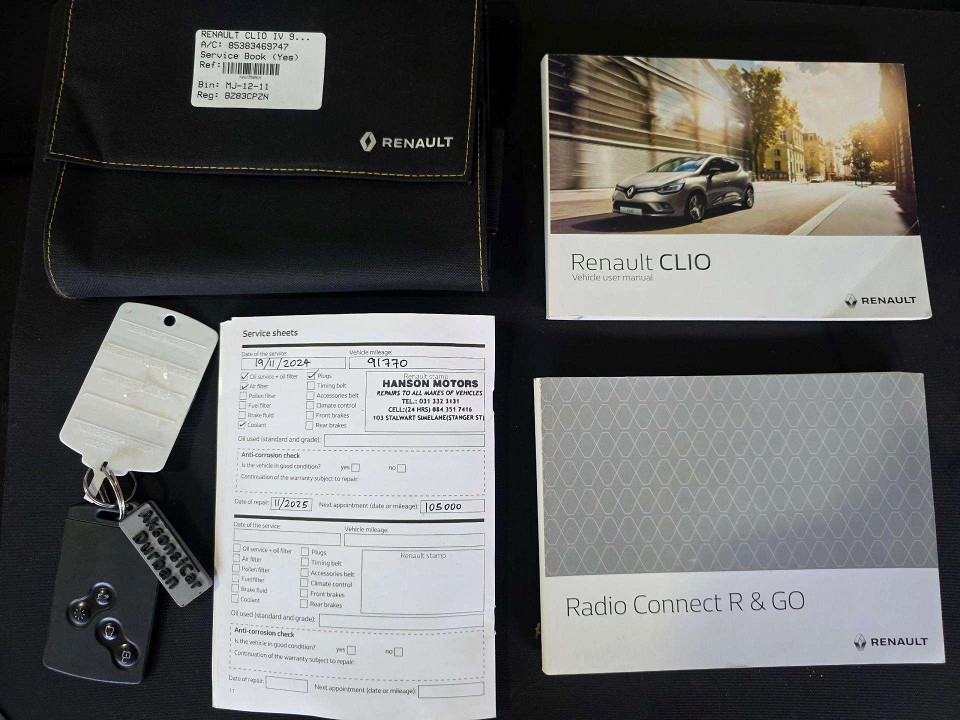 RENAULT CLIO IV 9...
A/C: 85383469747
Service Book (Yes)
Ref:
Bin: MJ-12-11
Reg: BZ83CPZN
RENAULT
Renault CLIO
Vehicle user manual
RENAULT
Service sheets
Date of the service: 19/11/2024
Vehicle mileage: 91770
Oil service + oil filter
Air filter
Pollen filter
Fuel filter
Brake fluid
Coolant
Plugs
Timing belt
Accessories belt
Climate control
Front brakes
Rear brakes
Renault stamp
HANSON MOTORS
REPAIRS TO ALL MAKES OF VEHICLES
TEL.: 031 332 3131
CELL:(24 HRS) 084 351 7416
103 STALWART SIMELANE(STANGER ST)
Oil used (standard and grade):
Anti-corrosion check
Is the vehicle in good condition? yes no
Continuation of the warranty subject to repair:
Date of repair: 11/2025 Next appointment (date or mileage): 105000
Date of the service:
Vehicle mileage:
Oil service + oil filter
Air filter
Pollen filter
Fuel filter
Brake fluid
Coolant
Plugs
Timing belt
Accessories belt
Climate control
Front brakes
Rear brakes
Renault stamp
Oil used (standard and grade):
Anti-corrosion check
Is the vehicle in good condition? yes no
Continuation of the warranty subject to repair:
Date of repair: Next appointment (date or mileage):
11
Radio Connect R & GO
RENAULT
Durban